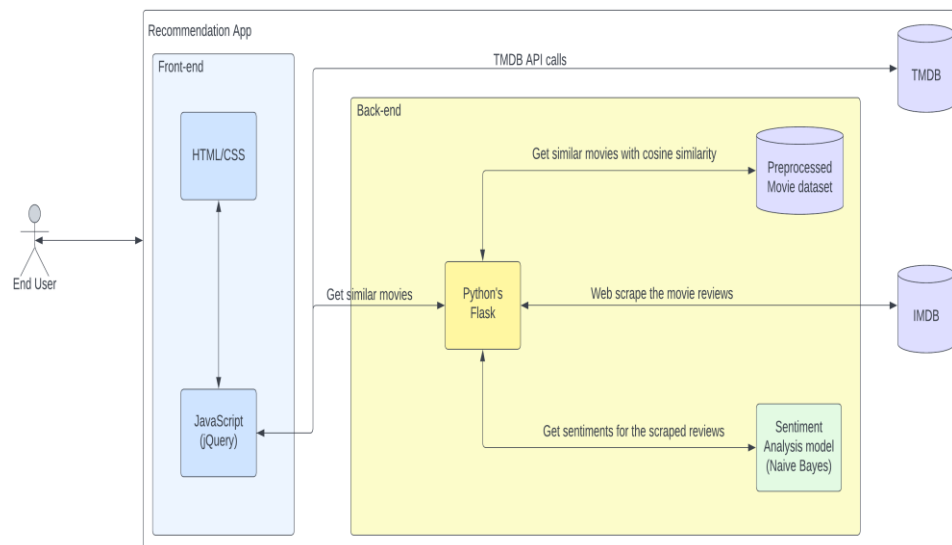 Recommendation App
Front-end
TMDB API calls
TMDB
Back-end
HTML/CSS
Get similar movies with cosine similarity
Preprocessed
Movie dataset
End User
Get similar movies
Python's
Flask
Web scrape the movie reviews
IMDB
JavaScript
(jQuery)
Get sentiments for the scraped reviews
Sentiment
Analysis model
(Naive Bayes)